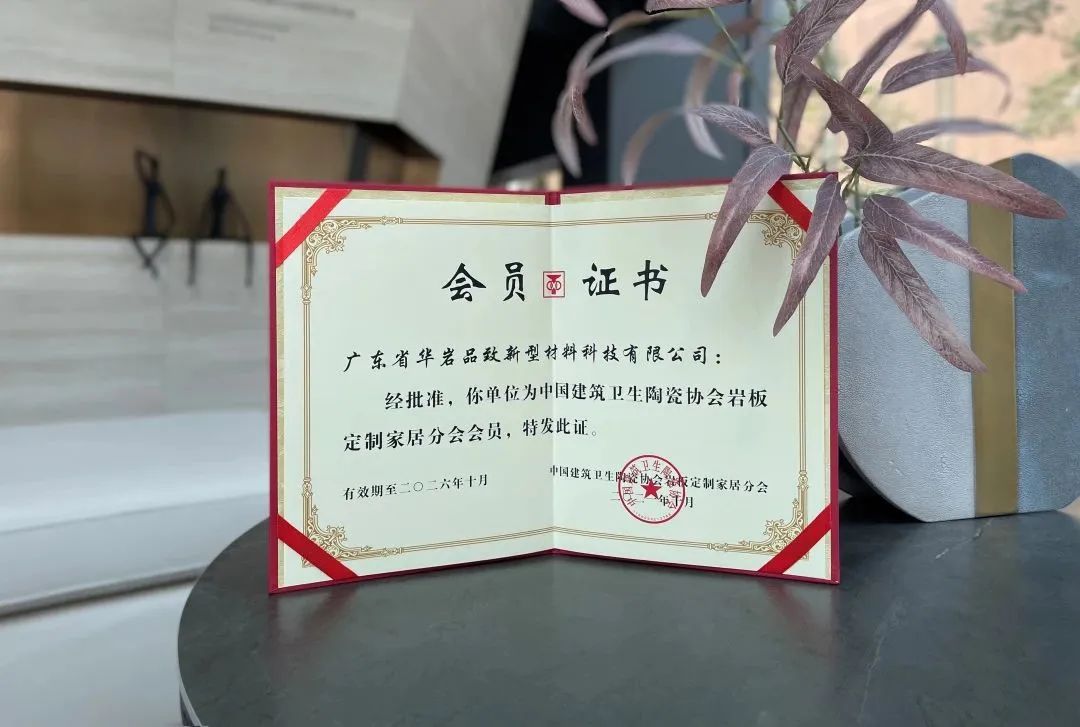 会员 证书
广东省华岩品致新型材料科技有限公司：
经批准，你单位为中国建筑卫生陶瓷协会岩板
定制家居分会会员，特发此证。
有效期至二〇二六年十月
中国建筑卫生陶瓷协会岩板定制家居分会
年十月